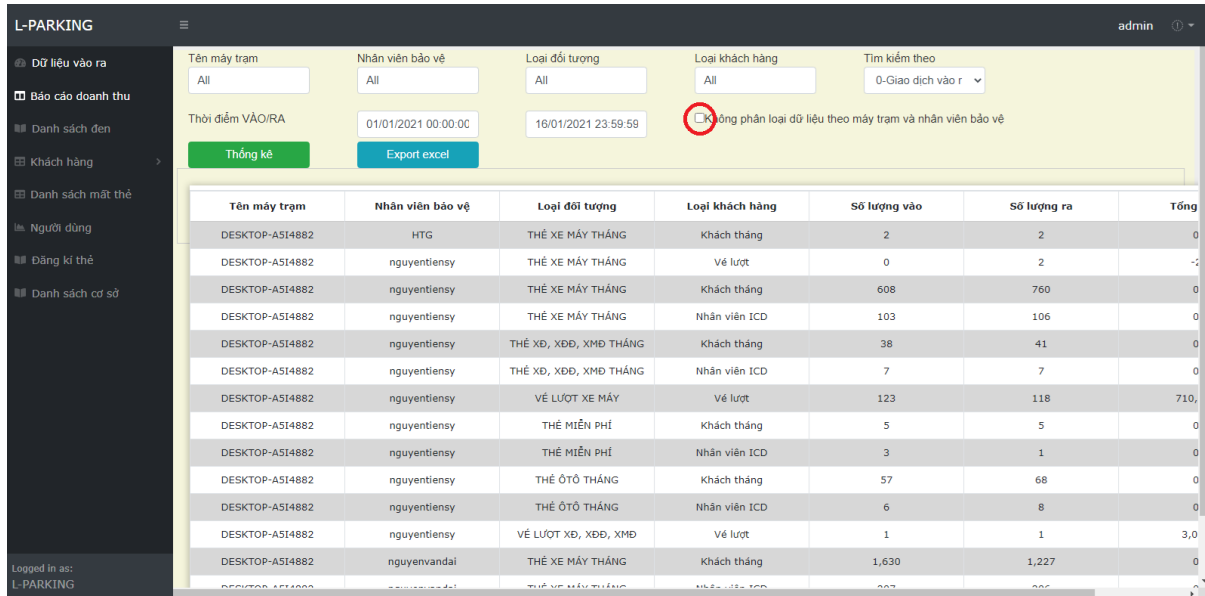 L-PARKING
admin
Dữ liệu vào ra
Báo cáo doanh thu
Danh sách đen
Khách hàng
Danh sách mất thẻ
Người dùng
Đăng kí thẻ
Danh sách cơ sở
Logged in as:
L-PARKING
Tên máy trạm Nhân viên bảo vệ Loại đối tượng Loại khách hàng Tìm kiếm theo
All All All All 0-Giao dịch vào r
Thời điểm VÀO/RA 01/01/2021 00:00:00 16/01/2021 23:59:59 Không phân loại dữ liệu theo máy trạm và nhân viên bảo vệ
Thống kê Export excel
Tên máy trạm Nhân viên bảo vệ Loại đối tượng Loại khách hàng Số lượng vào Số lượng ra Tổng
DESKTOP-A5I4882 HTG THẺ XE MÁY THÁNG Khách tháng 2 2 0
DESKTOP-A5I4882 nguyentiensy THẺ XE MÁY THÁNG Vé lượt 0 2
DESKTOP-A5I4882 nguyentiensy THẺ XE MÁY THÁNG Khách tháng 608 760 0
DESKTOP-A5I4882 nguyentiensy THẺ XE MÁY THÁNG Nhân viên ICD 103 106 0
DESKTOP-A5I4882 nguyentiensy THẺ XĐ, XĐĐ, XMĐ THÁNG Khách tháng 38 41 0
DESKTOP-A5I4882 nguyentiensy THẺ XĐ, XĐĐ, XMĐ THÁNG Nhân viên ICD 7 7 0
DESKTOP-A5I4882 nguyentiensy VÉ LƯỢT XE MÁY Vé lượt 123 118 710,
DESKTOP-A5I4882 nguyentiensy THẺ MIỄN PHÍ Khách tháng 5 5 0
DESKTOP-A5I4882 nguyentiensy THẺ MIỄN PHÍ Nhân viên ICD 3 1 0
DESKTOP-A5I4882 nguyentiensy THẺ ÔTÔ THÁNG Khách tháng 57 68 0
DESKTOP-A5I4882 nguyentiensy THẺ ÔTÔ THÁNG Nhân viên ICD 6 8 0
DESKTOP-A5I4882 nguyentiensy VÉ LƯỢT XĐ, XĐĐ, XMĐ Vé lượt 1 1 3,0
DESKTOP-A5I4882 nguyenvandai THẺ XE MÁY THÁNG Khách tháng 1,630 1,227 0
DESKTOP-A5I4882 nguyenvandai THẺ XE MÁY THÁNG Nhân viên ICD